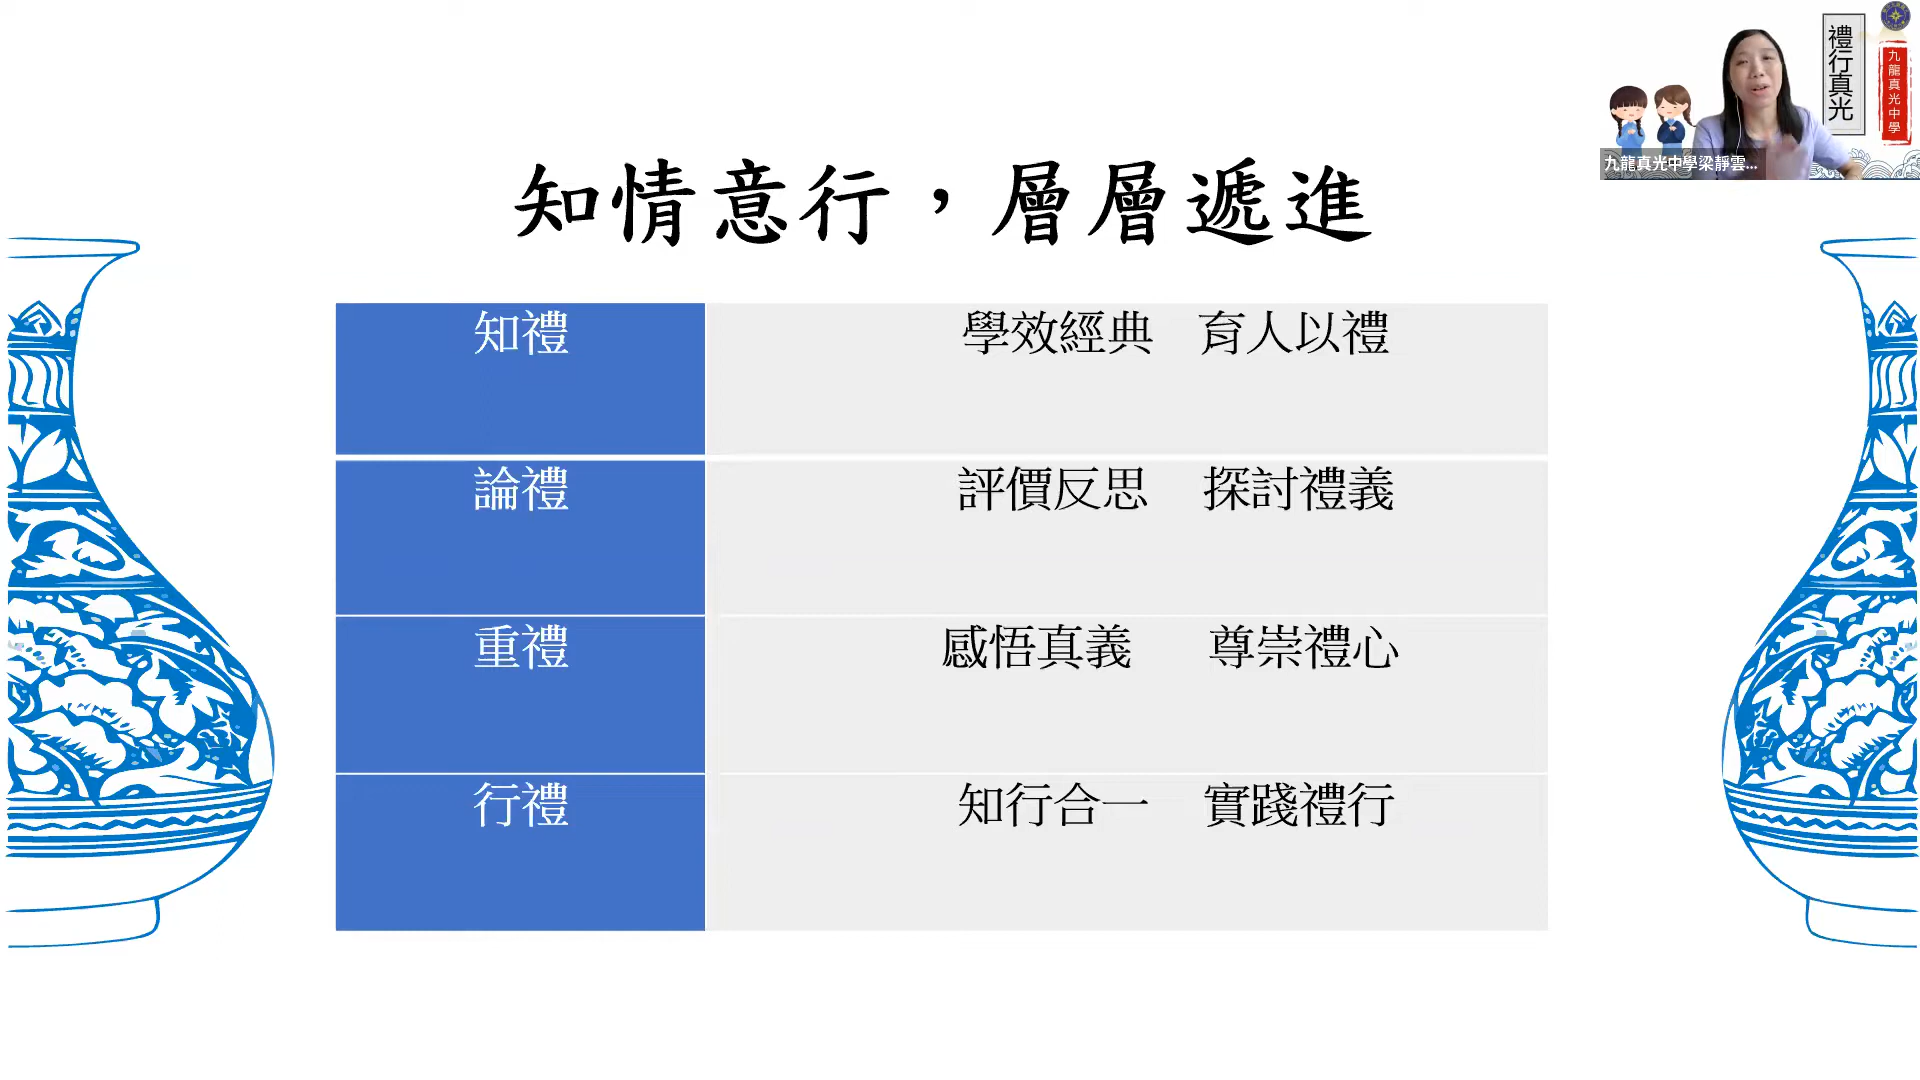 禮行真光
九龍真光中學
九龍真光中學梁靜雲...
知情意行，層層遞進
知禮 學效經典 育人以禮
論禮 評價反思 探討禮義
重禮 感悟真義 尊崇禮心
行禮 知行合一 實踐禮行